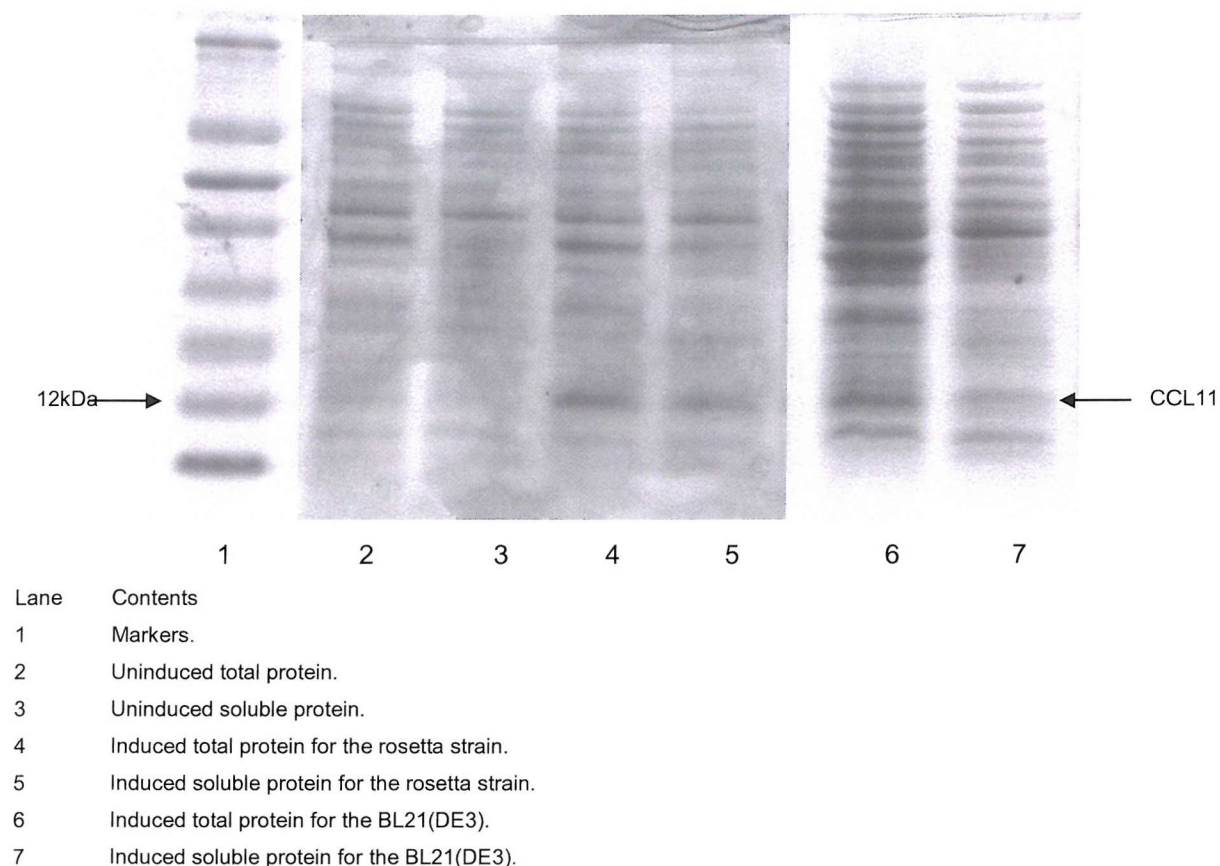 12kDa
CCL11
1 2 3 4 5 6 7
Lane Contents
1 Markers.
2 Uninduced total protein.
3 Uninduced soluble protein.
4 Induced total protein for the rosetta strain.
5 Induced soluble protein for the rosetta strain.
6 Induced total protein for the BL21(DE3).
7 Induced soluble protein for the BL21(DE3).